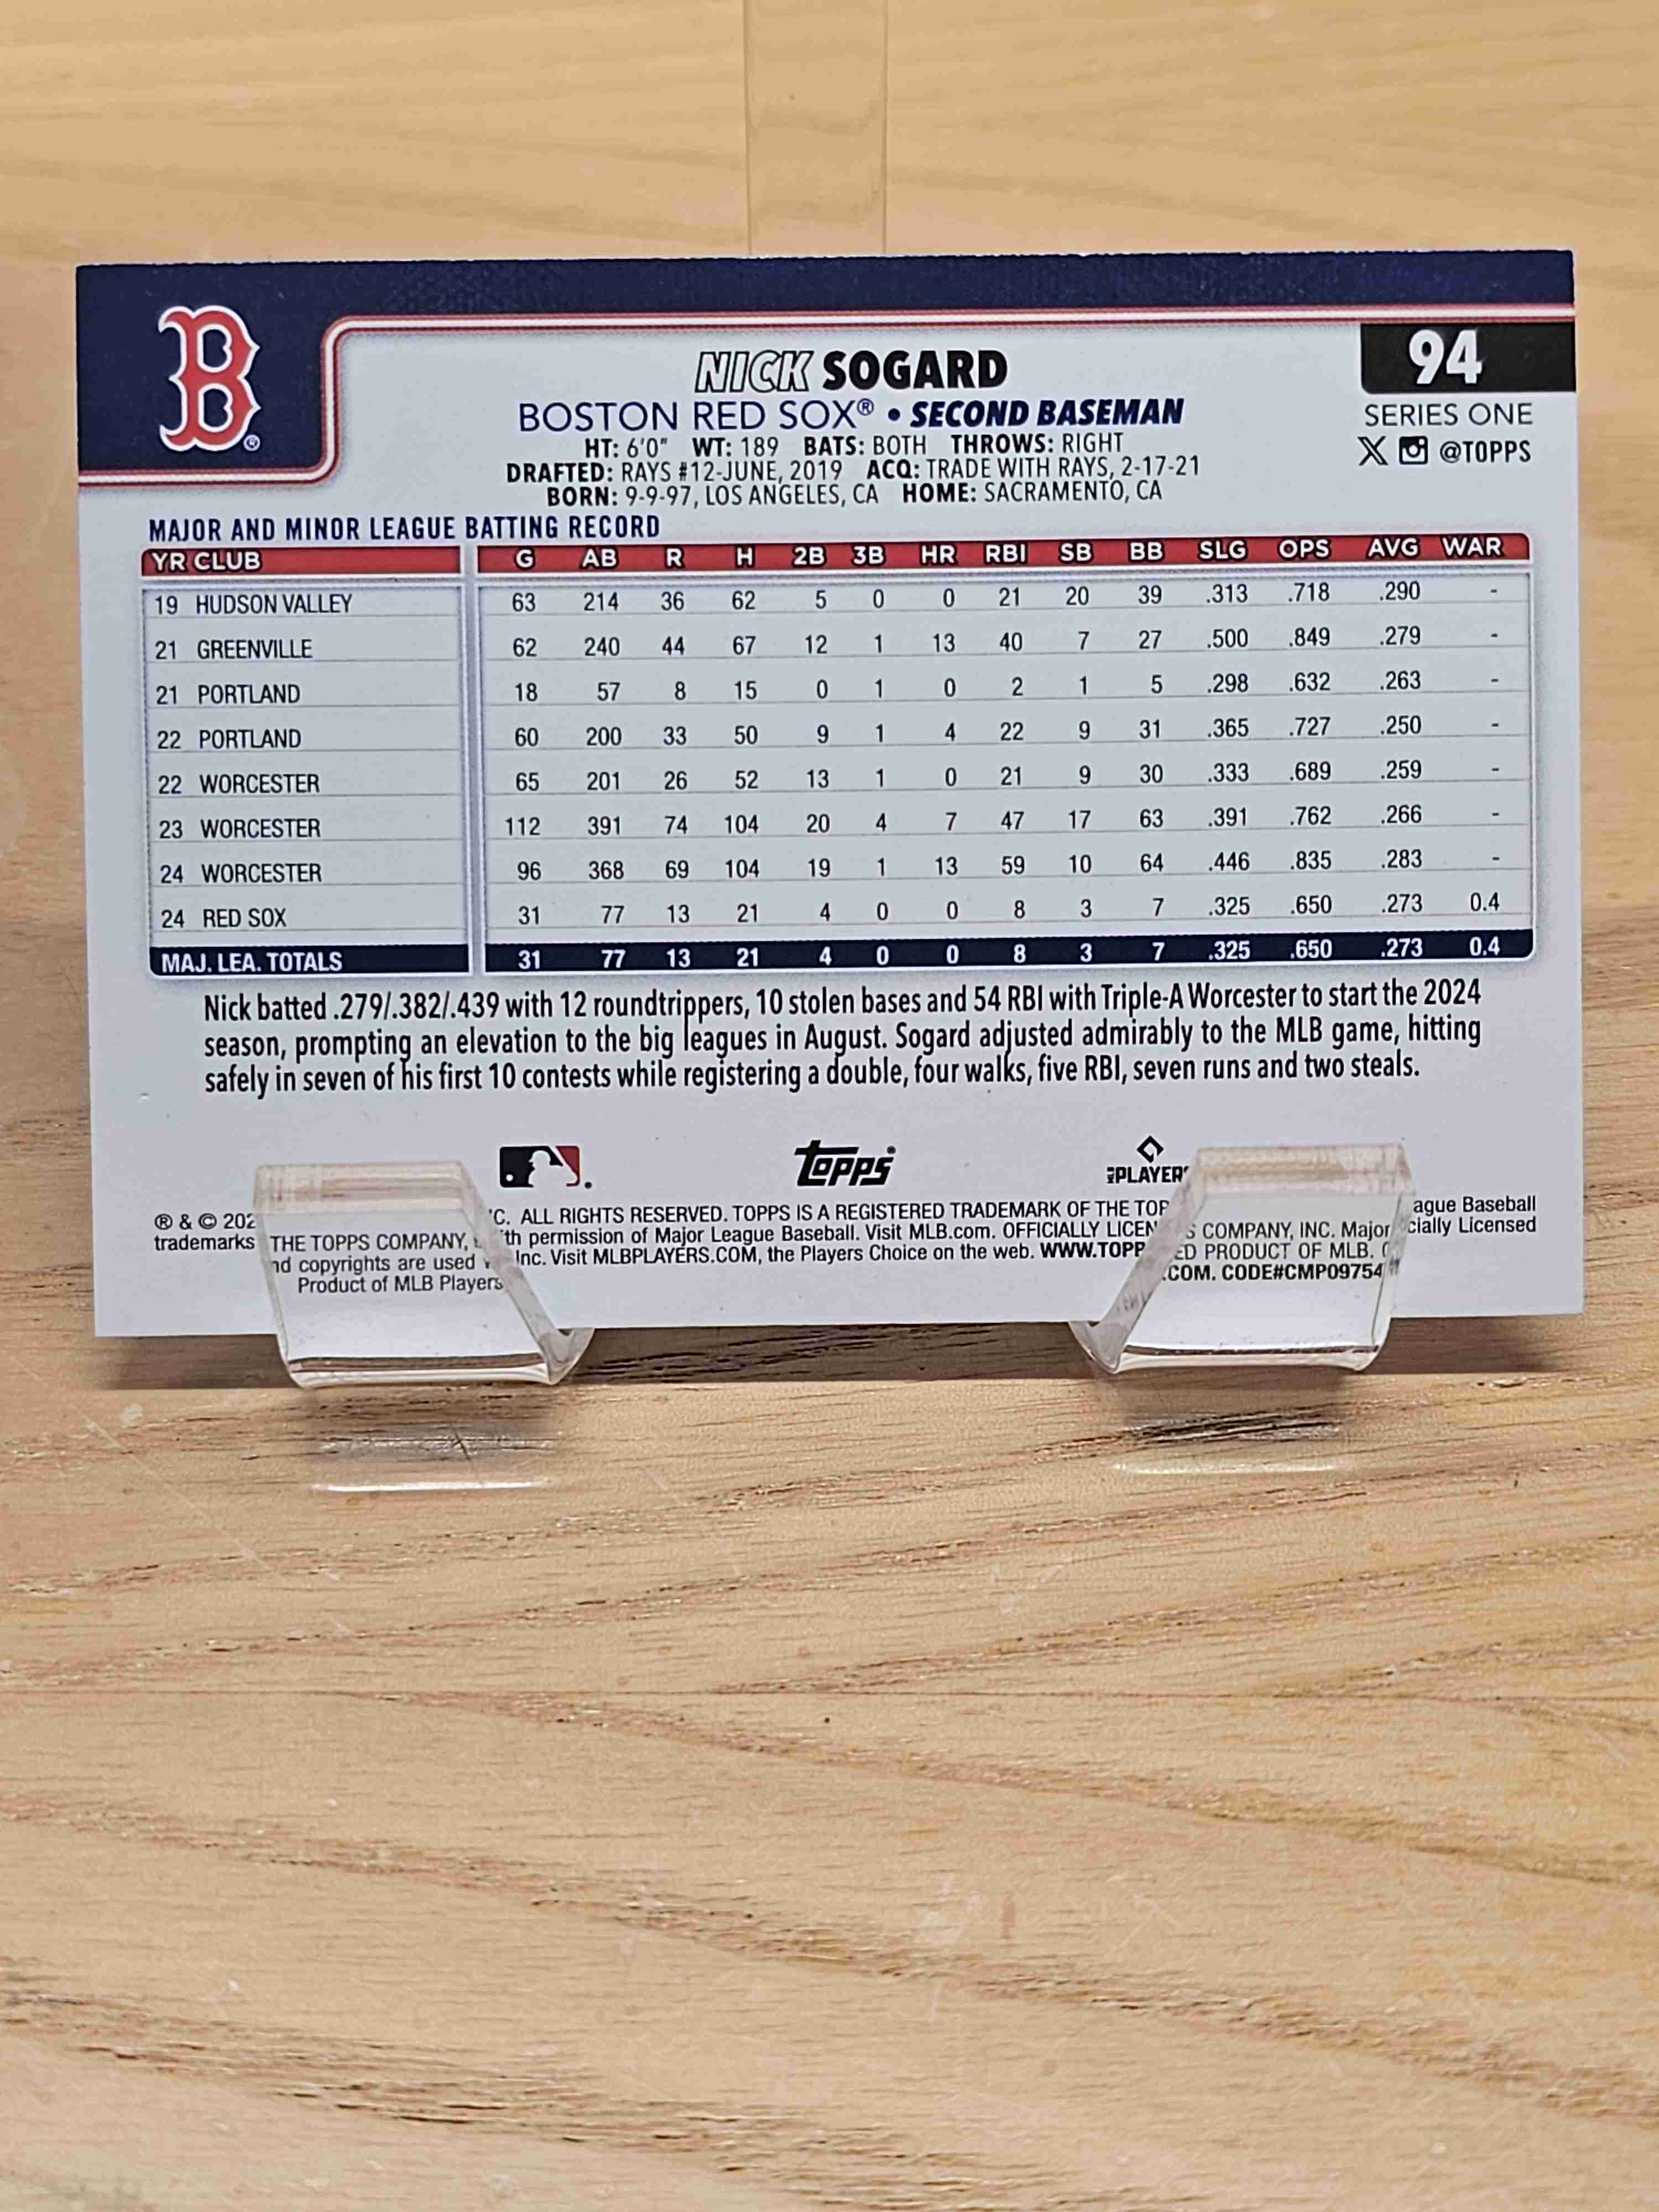 B
94
NICK SOGARD
BOSTON RED SOX® • SECOND BASEMAN
SERIES ONE
HT: 6'0" WT: 189 BATS: BOTH THROWS: RIGHT
X @TOPPS
DRAFTED: RAYS #12-JUNE, 2019 ACQ: TRADE WITH RAYS, 2-17-21
BORN: 9-9-97, LOS ANGELES, CA HOME: SACRAMENTO, CA
MAJOR AND MINOR LEAGUE BATTING RECORD
YR CLUB G AB R H 2B 3B HR RBI SB BB SLG OPS AVG WAR
19 HUDSON VALLEY 63 214 36 62 5 0 0 21 20 39 .313 .718 .290 -
21 GREENVILLE 62 240 44 67 12 1 13 40 7 27 .500 .849 .279 -
21 PORTLAND 18 57 8 15 0 1 0 2 1 5 .298 .632 .263 -
22 PORTLAND 60 200 33 50 9 1 4 22 9 31 .365 .727 .250 -
22 WORCESTER 65 201 26 52 13 1 0 21 9 30 .333 .689 .259 -
23 WORCESTER 112 391 74 104 20 4 7 47 17 63 .391 .762 .266 -
24 WORCESTER 96 368 69 104 19 1 13 59 10 64 .446 .835 .283 -
24 RED SOX 31 77 13 21 4 0 0 8 3 7 .325 .650 .273 0.4
MAJ. LEA. TOTALS 31 77 13 21 4 0 0 8 3 7 .325 .650 .273 0.4
Nick batted .279/.382/.439 with 12 roundtrippers, 10 stolen bases and 54 RBI with Triple-A Worcester to start the 2024
season, prompting an elevation to the big leagues in August. Sogard adjusted admirably to the MLB game, hitting
safely in seven of his first 10 contests while registering a double, four walks, five RBI, seven runs and two steals.
topps
® & © THE TOPPS COMPANY, ALL RIGHTS RESERVED. TOPPS IS A REGISTERED TRADEMARK OF THE COMPANY, INC. Major Baseball
trademarks copyrights are used permission of Major League Baseball. Visit MLB.com. OFFICIALLY PRODUCT OF MLB. Licensed
Product of MLB Players Inc. Visit MLBPLAYERS.COM, the Players Choice on the web. CODE#CMP09754